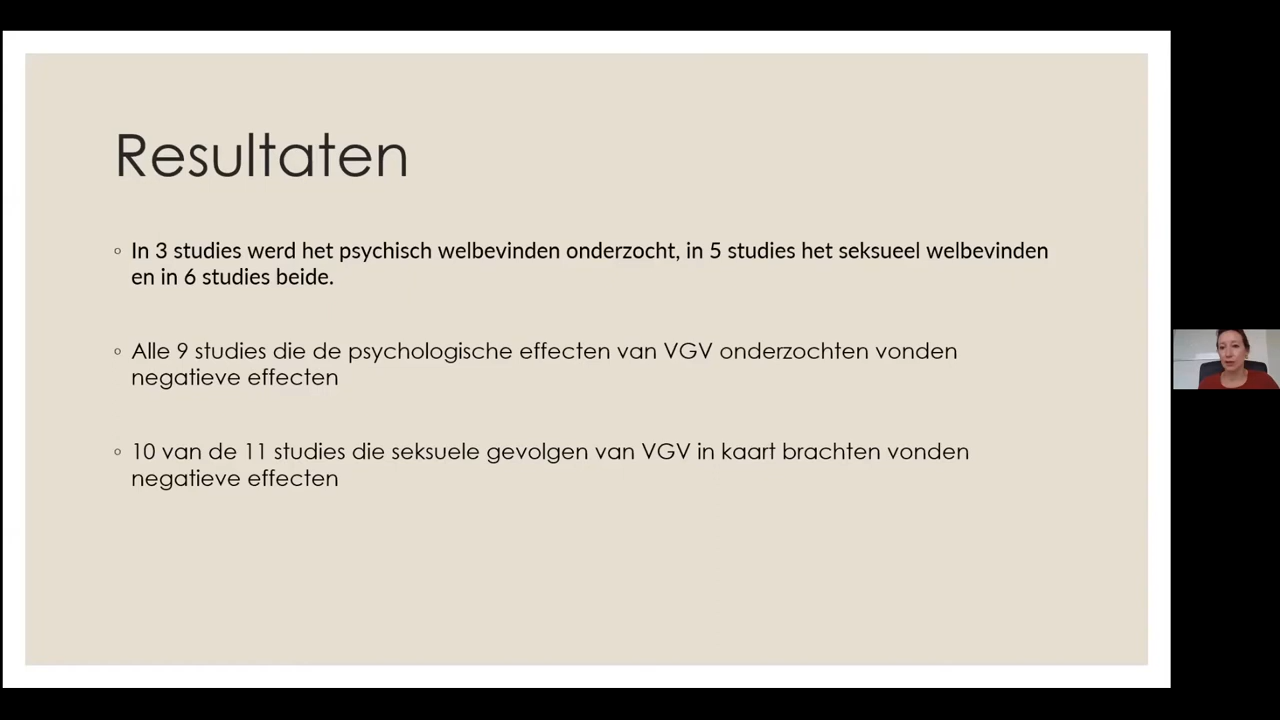 Resultaten
In 3 studies werd het psychisch welbevinden onderzocht, in 5 studies het seksueel welbevinden
en in 6 studies beide.
Alle 9 studies die de psychologische effecten van VGV onderzochten vonden
negatieve effecten
10 van de 11 studies die seksuele gevolgen van VGV in kaart brachten vonden
negatieve effecten